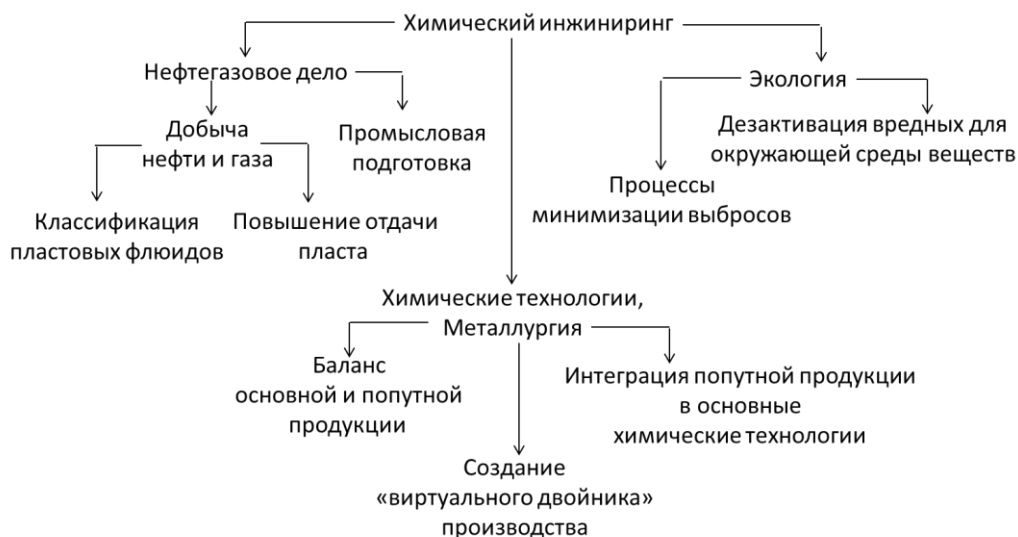 Химический инжиниринг
Нефтегазовое дело
Экология
Добыча
нефти и газа
Промысловая
подготовка
Дезактивация вредных для
окружающей среды веществ
Процессы
минимизации выбросов
Классификация
пластовых флюидов
Повышение отдачи
пласта
Химические технологии,
Металлургия
Баланс
основной и попутной
продукции
Интеграция попутной продукции
в основные
химические технологии
Создание
«виртуального двойника»
производства